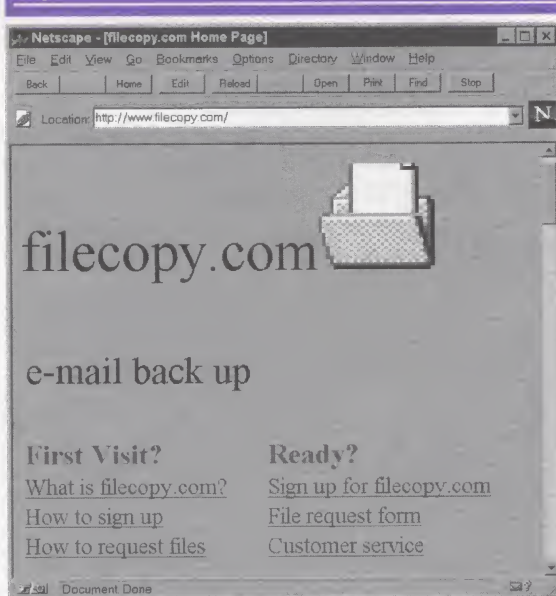 Netscape - [filecopy.com Home Page]
File Edit View Go Bookmarks Options Directory Window Help
Back Home Edit Reload Open Print Find Stop
Location: http://www.filecopy.com/
N
filecopy.com
e-mail back up
First Visit? Ready?
What is filecopy.com? Sign up for filecopy.com
How to sign up File request form
How to request files Customer service
Document Done